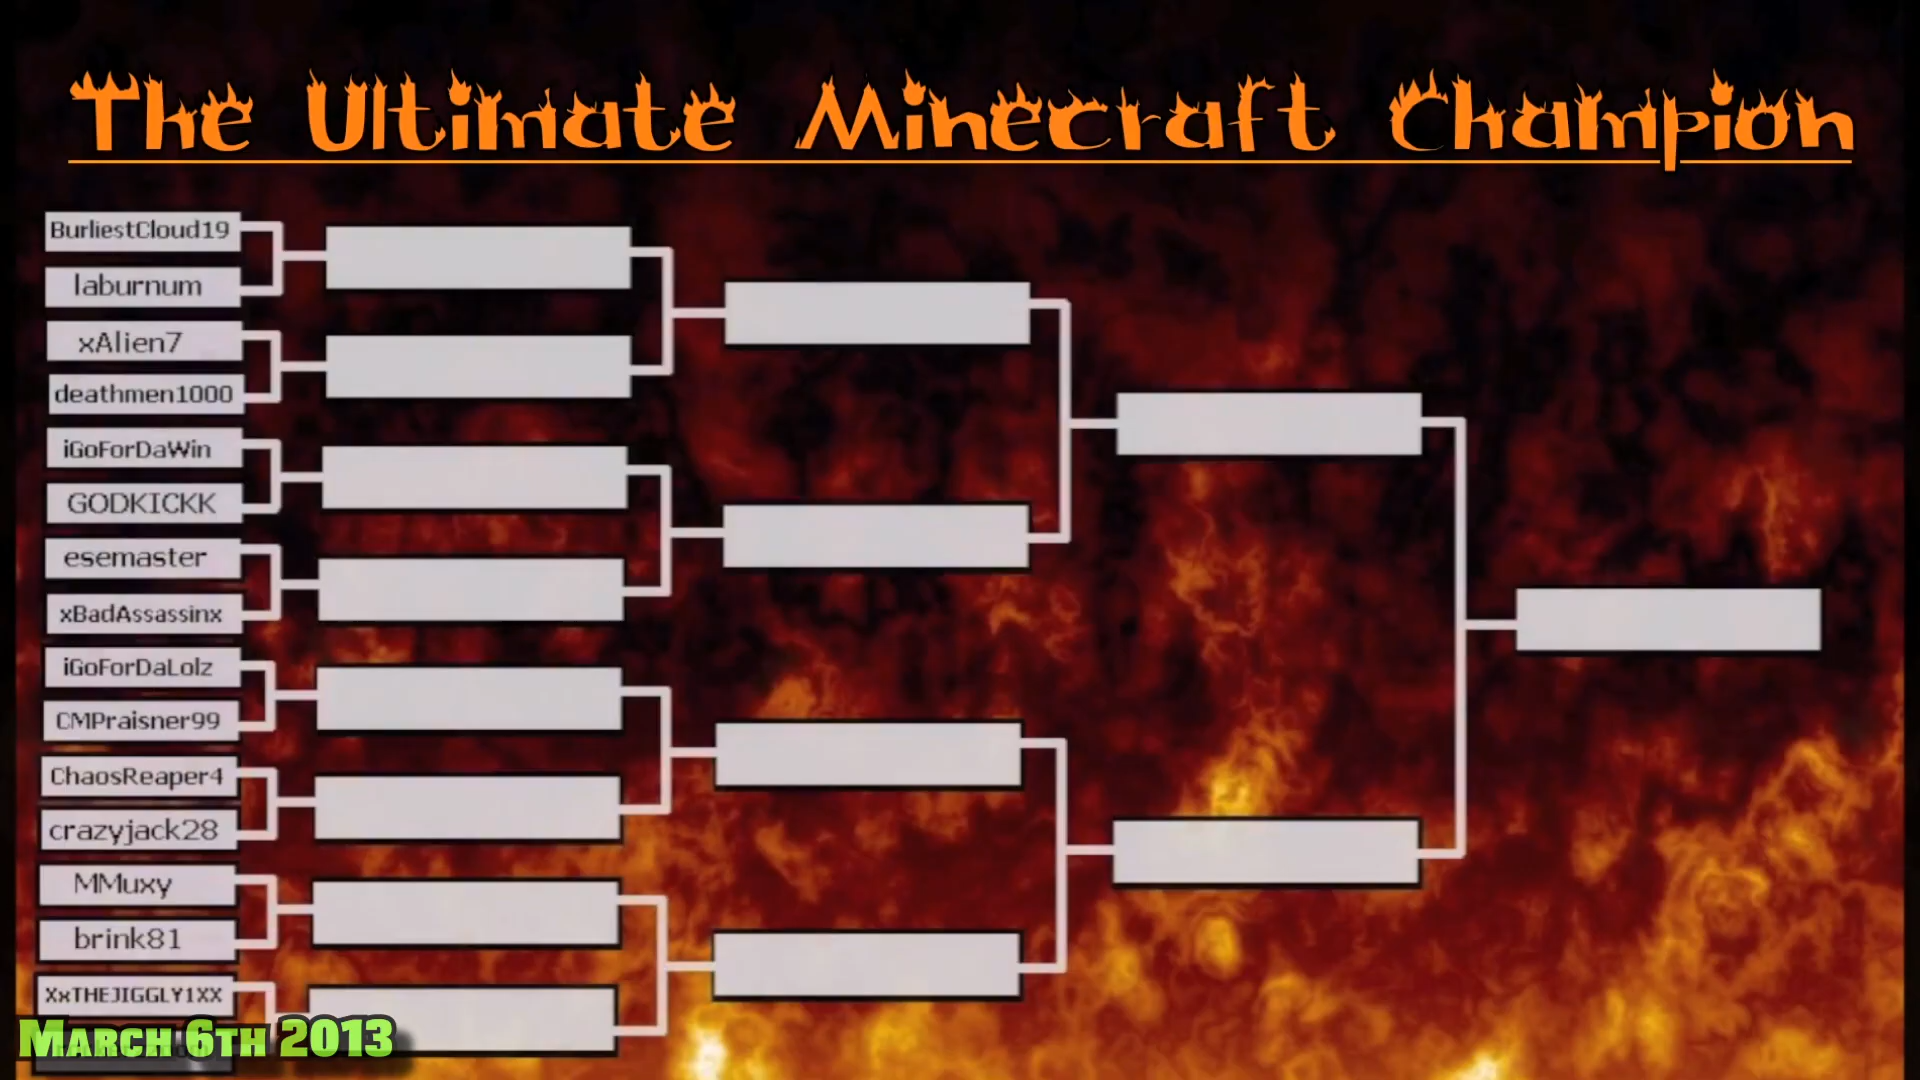 The Ultimate Minecraft Champion
BurliestCloud19
laburnum
xAlien7
deathmen1000
iGoForDaWin
GODKICKK
esemaster
xBadAssassinx
iGoForDaLolz
CMPraisner99
ChaosReaper4
crazyjack28
MMuxy
brink81
XxTHEJIGGLY1XX
March 6th 2013